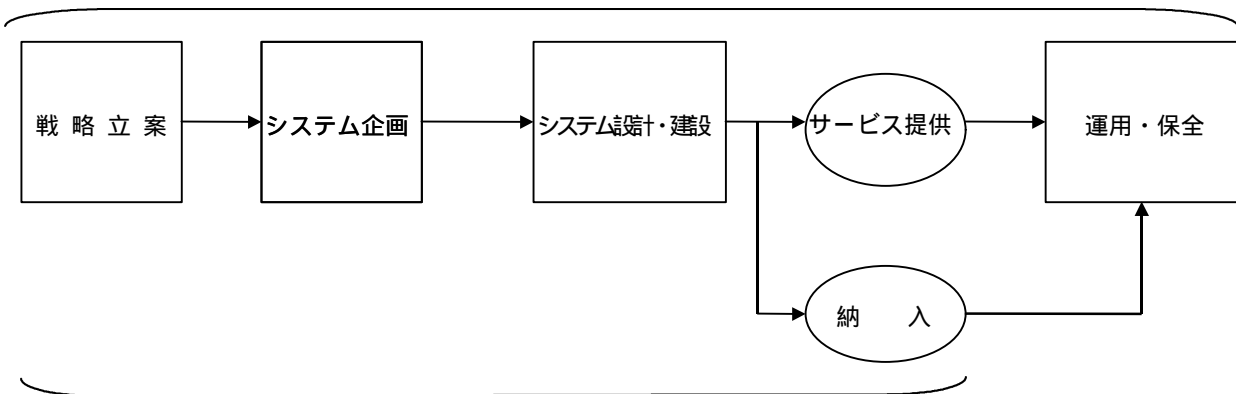 戦略立案
システム企画
システム設計・建設
サービス提供
運用・保全
納入